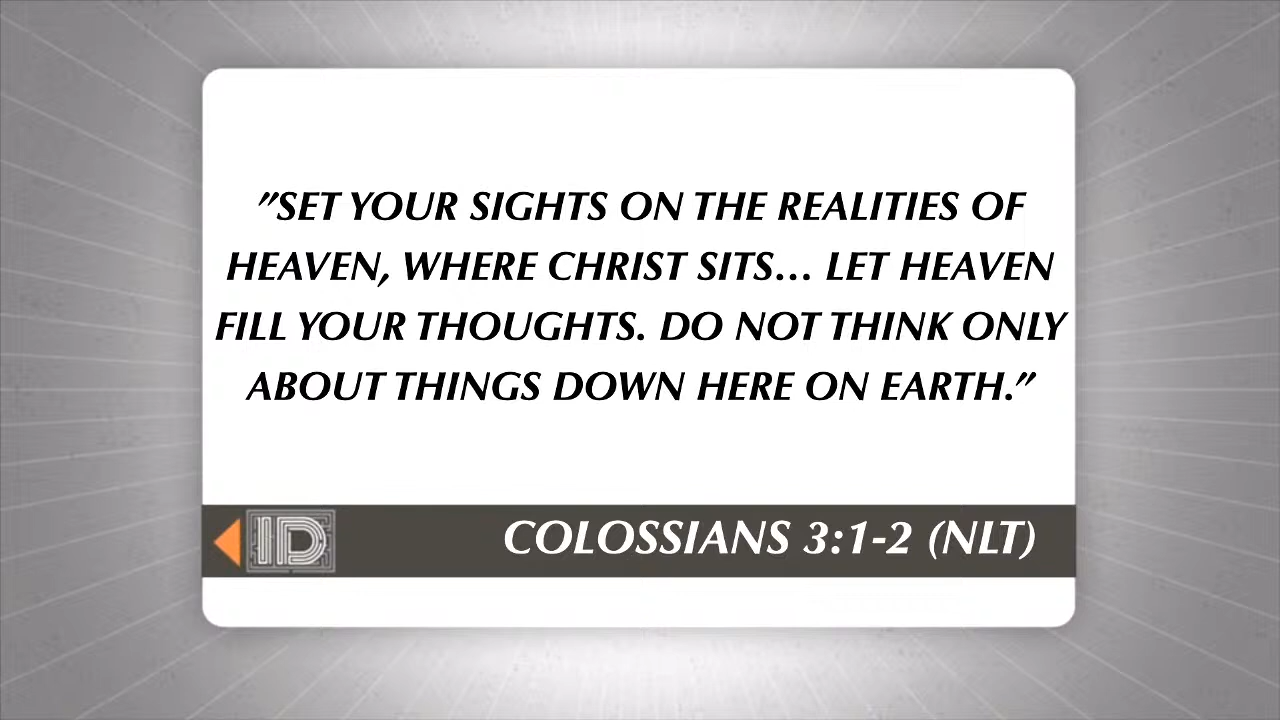 "SET YOUR SIGHTS ON THE REALITIES OF
HEAVEN, WHERE CHRIST SITS... LET HEAVEN
FILL YOUR THOUGHTS. DO NOT THINK ONLY
ABOUT THINGS DOWN HERE ON EARTH."
ID
COLOSSIANS 3:1-2 (NLT)